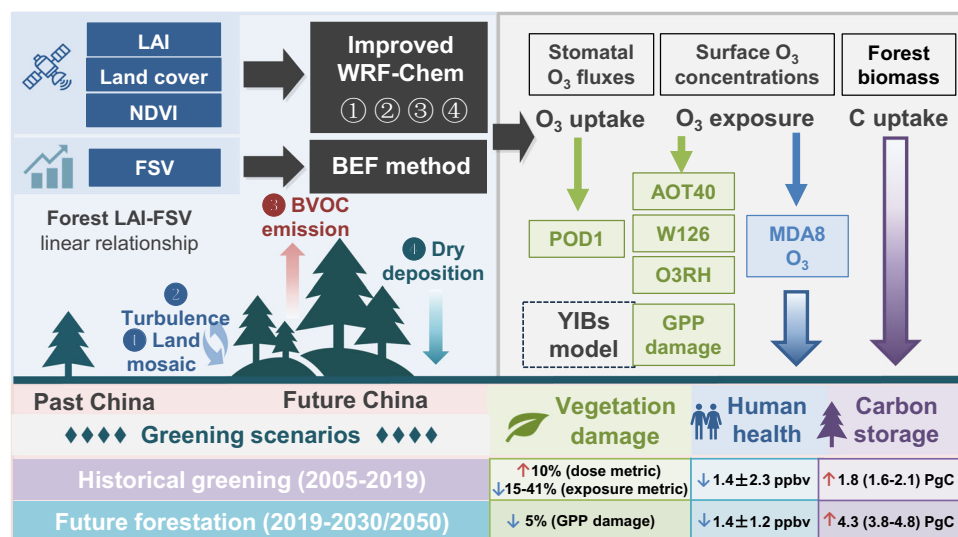 LAI
Land cover
NDVI
Improved
WRF-Chem
① ② ③ ④
FSV
BEF method
Forest LAI-FSV
linear relationship
❸ BVOC
emission
❹ Dry
deposition
❷
Turbulence
❶ Land
mosaic
Stomatal
O₃ fluxes
Surface O₃
concentrations
Forest
biomass
O₃ uptake
O₃ exposure
C uptake
POD1
AOT40
W126
O3RH
MDA8
O₃
YIBs
model
GPP
damage
Past China
Future China
Greening scenarios
Vegetation
damage
Human
health
Carbon
storage
Historical greening (2005-2019)
↑10% (dose metric)
↓15-41% (exposure metric)
↓1.4±2.3 ppbv
↑1.8 (1.6-2.1) PgC
Future forestation (2019-2030/2050)
↓ 5% (GPP damage)
↓1.4±1.2 ppbv
↑4.3 (3.8-4.8) PgC